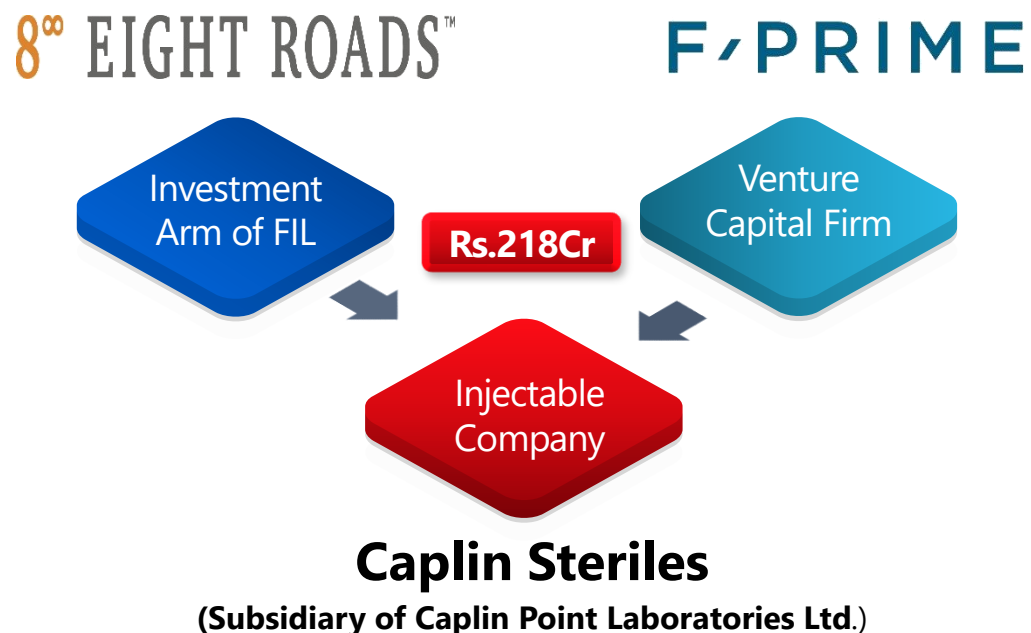 8∞ EIGHT ROADS™
F-PRIME
Investment
Arm of FIL
Venture
Capital Firm
Rs.218Cr
Injectable
Company
Caplin Steriles
(Subsidiary of Caplin Point Laboratories Ltd.)